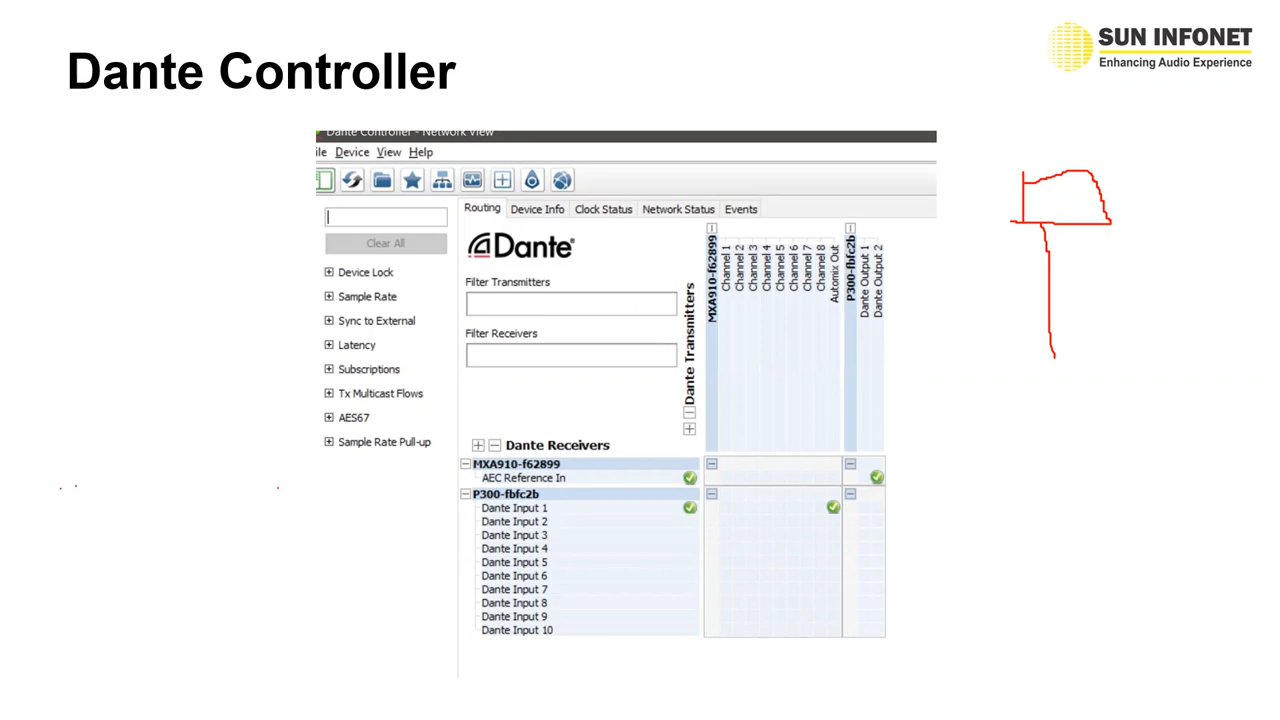 Dante Controller
SUN INFONET
Enhancing Audio Experience
Dante Controller - Network View
ile Device View Help
Clear All
Device Lock
Sample Rate
Sync to External
Latency
Subscriptions
Tx Multicast Flows
AES67
Sample Rate Pull-up
Routing Device Info Clock Status Network Status Events
Dante®
Filter Transmitters
Filter Receivers
Dante Transmitters
MXA910-f62899
Channel 1
Channel 2
Channel 3
Channel 4
Channel 5
Channel 6
Channel 7
Channel 8
Automix Out
P300-fbfc2b
Dante Output 1
Dante Output 2
Dante Receivers
MXA910-f62899
AEC Reference In
P300-fbfc2b
Dante Input 1
Dante Input 2
Dante Input 3
Dante Input 4
Dante Input 5
Dante Input 6
Dante Input 7
Dante Input 8
Dante Input 9
Dante Input 10